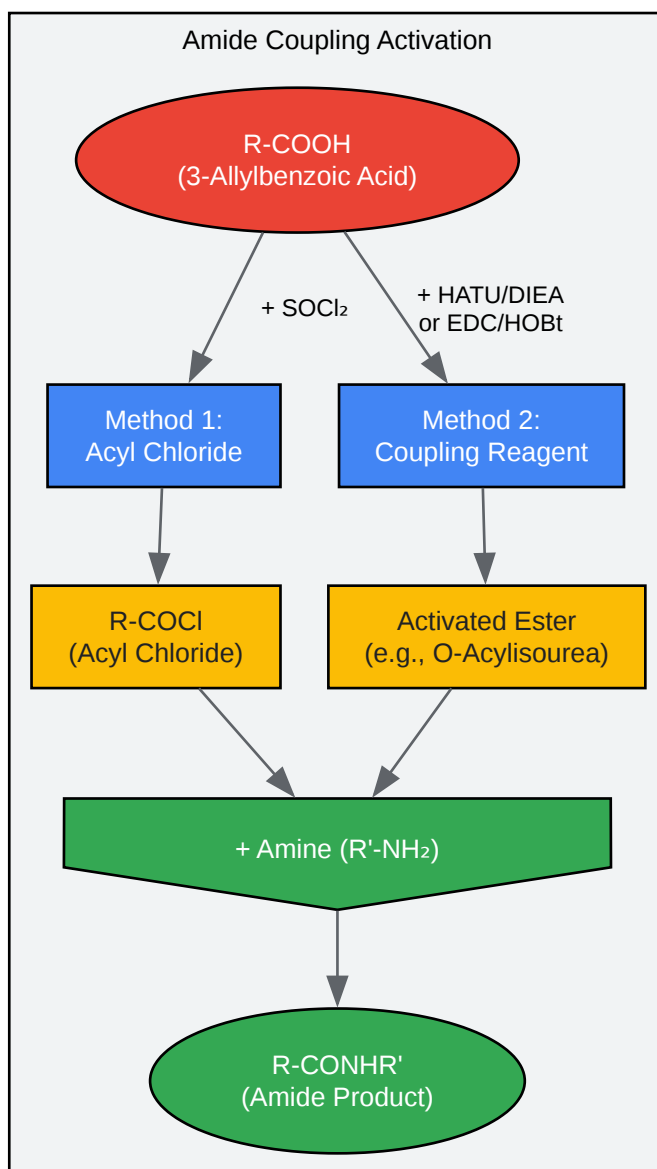 Amide Coupling Activation
R-COOH
(3-Allylbenzoic Acid)
+ SOCl₂
+ HATU/DIEA
or EDC/HOBt
Method 1:
Acyl Chloride
Method 2:
Coupling Reagent
R-COCl
(Acyl Chloride)
Activated Ester
(e.g., O-Acylisourea)
+ Amine (R'-NH₂)
R-CONHR'
(Amide Product)